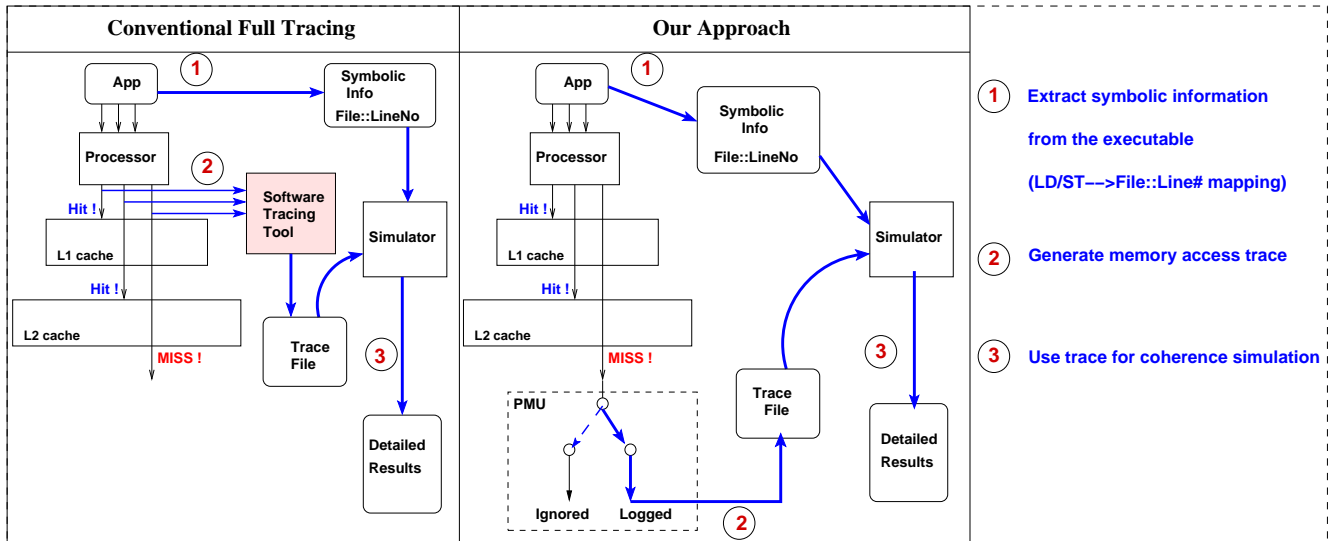 Conventional Full Tracing
1
App
Symbolic
Info
File::LineNo
Processor
2
Hit !
Software
Tracing
Tool
L1 cache
Simulator
Hit !
L2 cache
MISS !
Trace
File
3
Detailed
Results
Our Approach
1
App
Symbolic
Info
File::LineNo
Processor
Hit !
L1 cache
Simulator
Hit !
L2 cache
MISS !
PMU
Trace
File
3
Detailed
Results
Ignored
Logged
2
1 Extract symbolic information
from the executable
(LD/ST-->File::Line# mapping)
2 Generate memory access trace
3 Use trace for coherence simulation